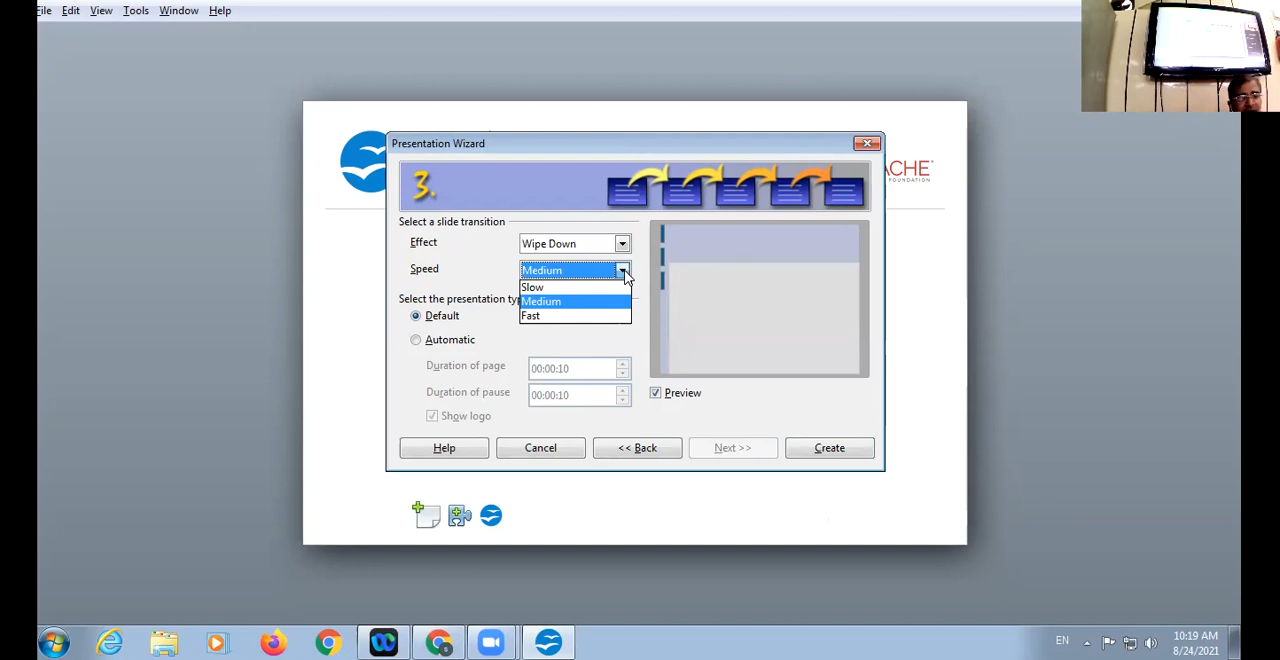 File Edit View Tools Window Help
Presentation Wizard
3.
ACHE
FOUNDATION
Select a slide transition
Effect
Wipe Down
Speed
Medium
Slow
Medium
Fast
Select the presentation ty
Default
Automatic
Duration of page
00:00:10
Duration of pause
00:00:10
Show logo
Preview
Help
Cancel
<< Back
Next >>
Create
EN
10:19 AM
8/24/2021